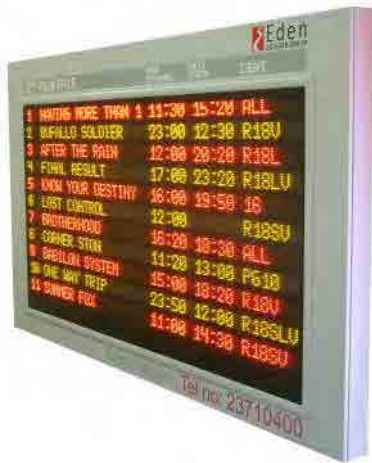 Eden
1 HAVING MORE THAN 1 11:30 15:20 ALL
2 BUFALLO SOLDIER 23:00 12:30 R18V
3 AFTER THE RAIN 12:00 20:20 R18L
4 FINAL RESULT 17:00 23:20 R18LV
5 KNOW YOUR DESTINY 16:00 19:50 16
6 LOST CONTROL 12:00 R18SV
7 BROTHERHOOD 16:20 18:30 ALL
8 CORNER STON 11:20 13:00 PG10
9 BABILON SYSTEM 15:00 18:20 R18V
10 ONE WAY TRIP 23:50 12:00 R18SLV
11 SUMMER FOX 11:00 14:30 R18SV
Tel no: 23710400